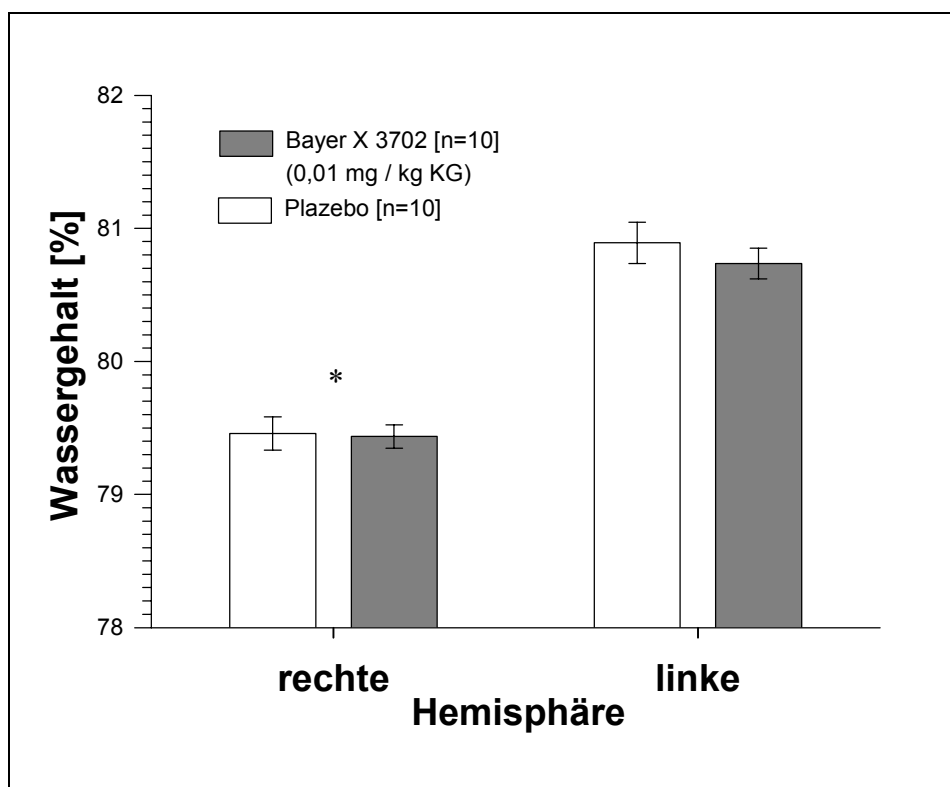 82
Bayer X 3702 [n=10]
(0,01 mg / kg KG)
Plazebo [n=10]
81
80
*
79
78
Wassergehalt [%]
rechte linke
Hemisphäre